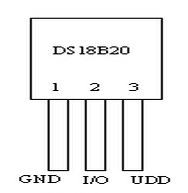 DS18B20
1 2 3
GND I/O UDD